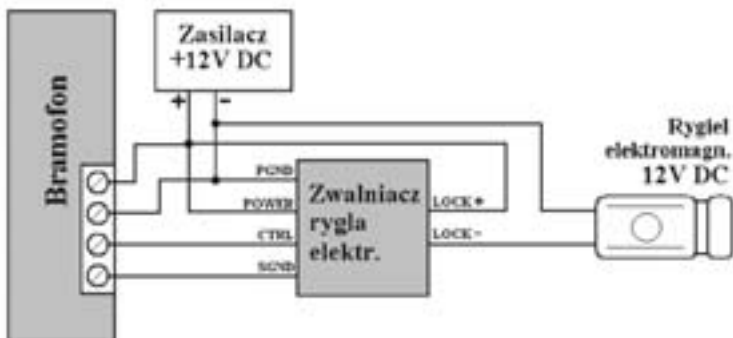 Zasilacz
+12V DC
+ -
Bramofon
Rygiel
elektromagn.
12V DC
PGND
POWER
CTRL
SGND
Zwalniacz
rygla
elektr.
LOCK +
LOCK -